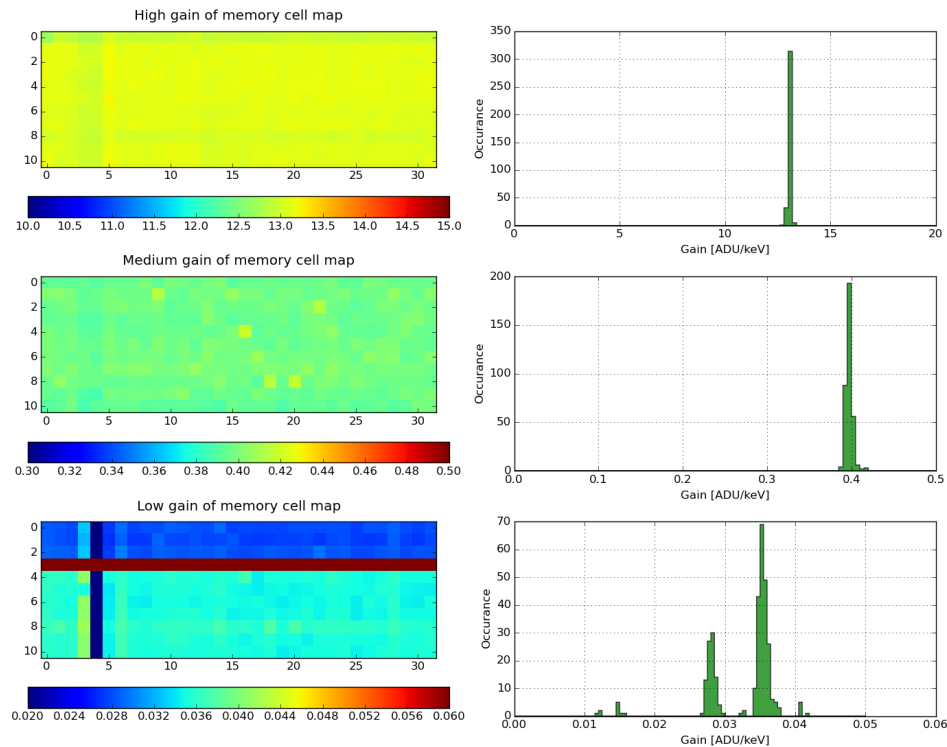 High gain of memory cell map
0
2
4
6
8
10
0 5 10 15 20 25 30
10.0 10.5 11.0 11.5 12.0 12.5 13.0 13.5 14.0 14.5 15.0
350
300
250
200
150
100
50
0
Occurance
0 5 10 15 20
Gain [ADU/keV]
Medium gain of memory cell map
0
2
4
6
8
10
0 5 10 15 20 25 30
0.30 0.32 0.34 0.36 0.38 0.40 0.42 0.44 0.46 0.48 0.50
200
150
100
50
0
Occurance
0.0 0.1 0.2 0.3 0.4 0.5
Gain [ADU/keV]
Low gain of memory cell map
0
2
4
6
8
10
0 5 10 15 20 25 30
0.020 0.024 0.028 0.032 0.036 0.040 0.044 0.048 0.052 0.056 0.060
70
60
50
40
30
20
10
0
Occurance
0.00 0.01 0.02 0.03 0.04 0.05 0.06
Gain [ADU/keV]